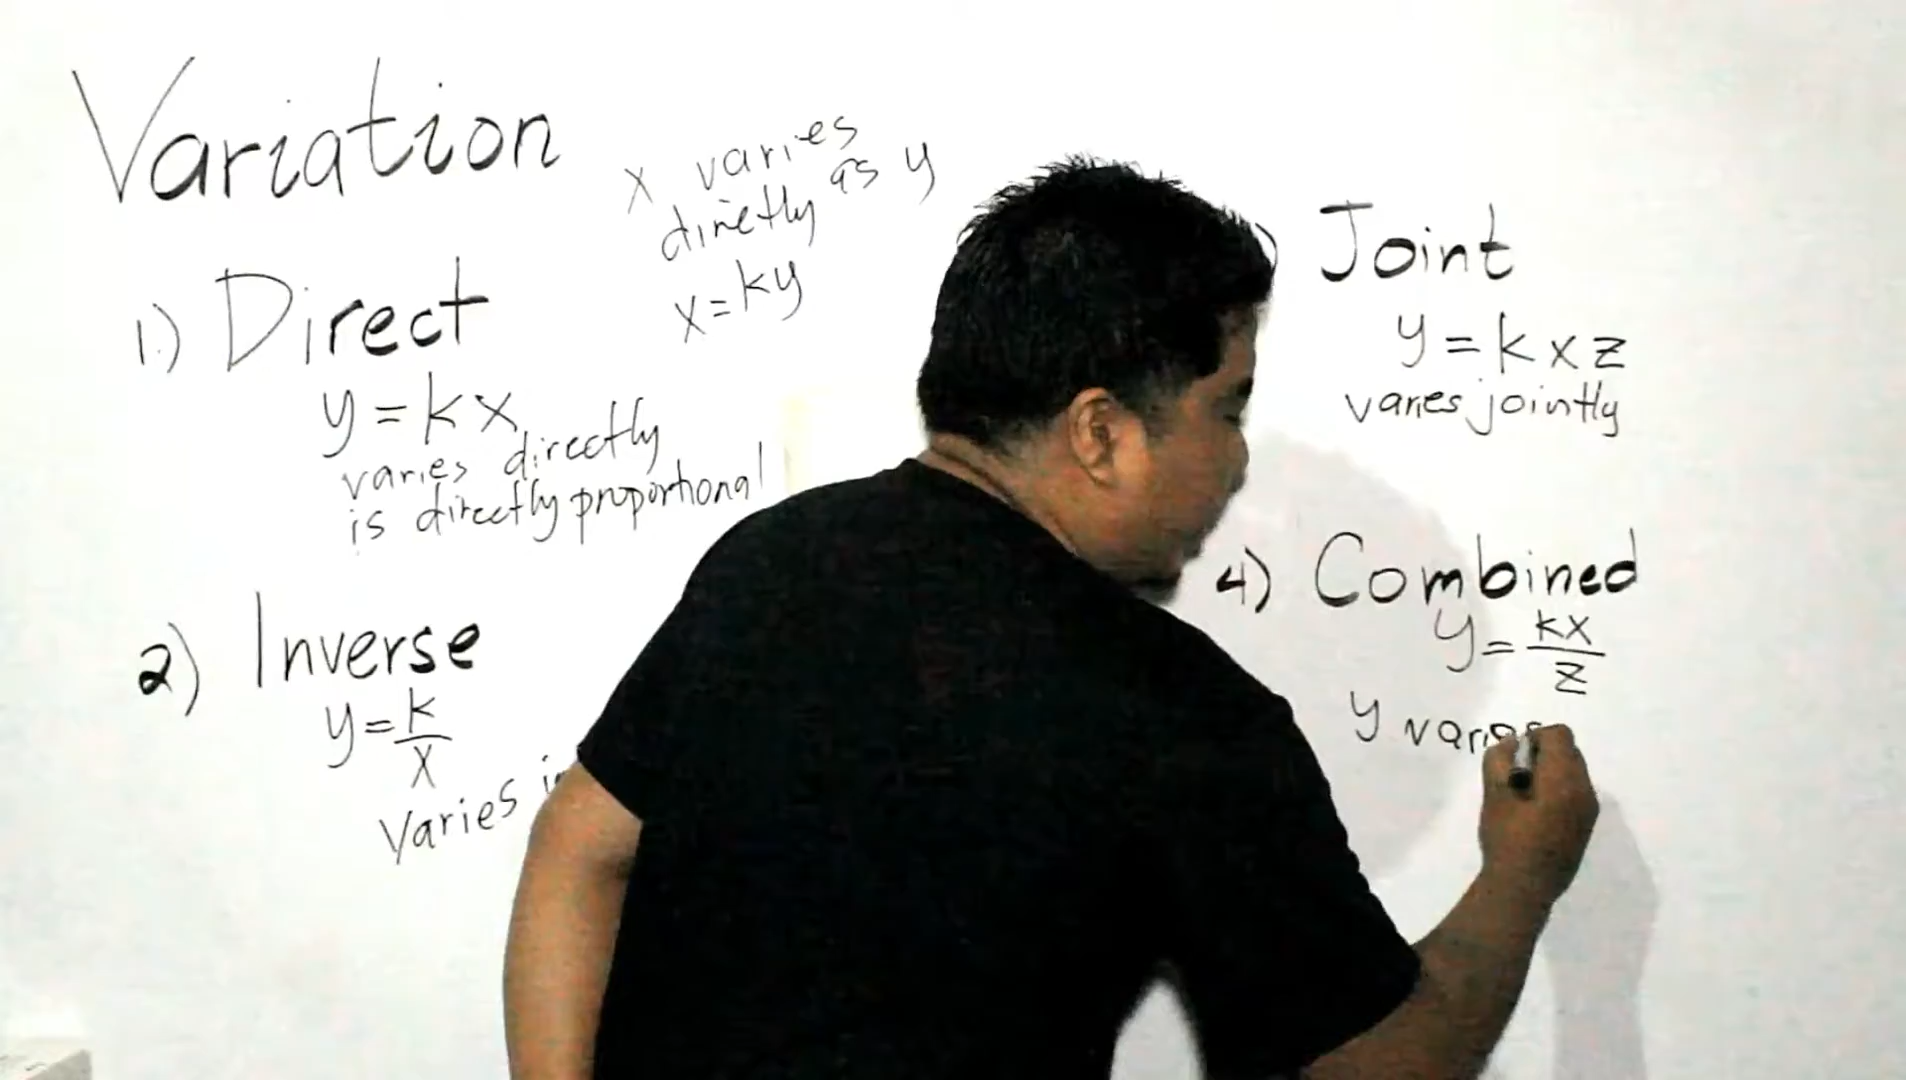 Variation
x varies
directly as y
x = ky
1.) Direct
y = kx
varies directly
is directly proportional
2) Inverse
y = k/x
Varies
) Joint
y = kxz
varies jointly
4) Combined
y = kx/z
y varies